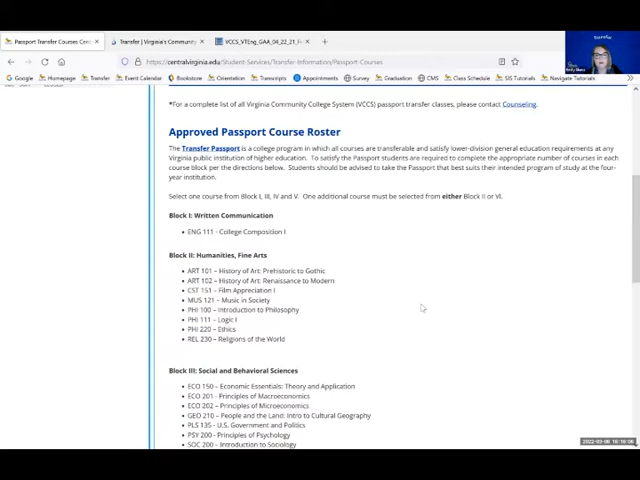 Passport Transfer Courses Cen
Transfer | Virginia's Community
VCCS_VTEng_GAA_04_22_21_F
https://centralvirginia.edu/Student-Services/Transfer-Information/Passport-Courses
Google Homepage Transfer Event Calendar Bookstore Orientation Transcripts Appointments Survey Graduation CMS Class Schedule SIS Tutorials Navigate Tutorials
*For a complete list of all Virginia Community College System (VCCS) passport transfer classes, please contact Counseling.
Approved Passport Course Roster
The Transfer Passport is a college program in which all courses are transferable and satisfy lower-division general education requirements at any
Virginia public institution of higher education. To satisfy the Passport students are required to complete the appropriate number of courses in each
course block per the directions below. Students should be advised to take the Passport that best suits their intended program of study at the four-
year institution.
Select one course from Block I, III, IV and V. One additional course must be selected from either Block II or VI.
Block I: Written Communication
• ENG 111 - College Composition I
Block II: Humanities, Fine Arts
• ART 101 – History of Art: Prehistoric to Gothic
• ART 102 – History of Art: Renaissance to Modern
• CST 151 – Film Appreciation I
• MUS 121 – Music in Society
• PHI 100 – Introduction to Philosophy
• PHI 111 – Logic I
• PHI 220 – Ethics
• REL 230 – Religions of the World
Block III: Social and Behavioral Sciences
• ECO 150 – Economic Essentials: Theory and Application
• ECO 201 - Principles of Macroeconomics
• ECO 202 – Principles of Microeconomics
• GEO 210 – People and the Land: Intro to Cultural Geography
• PLS 135 - U.S. Government and Politics
• PSY 200 - Principles of Psychology
• SOC 200 – Introduction to Sociology